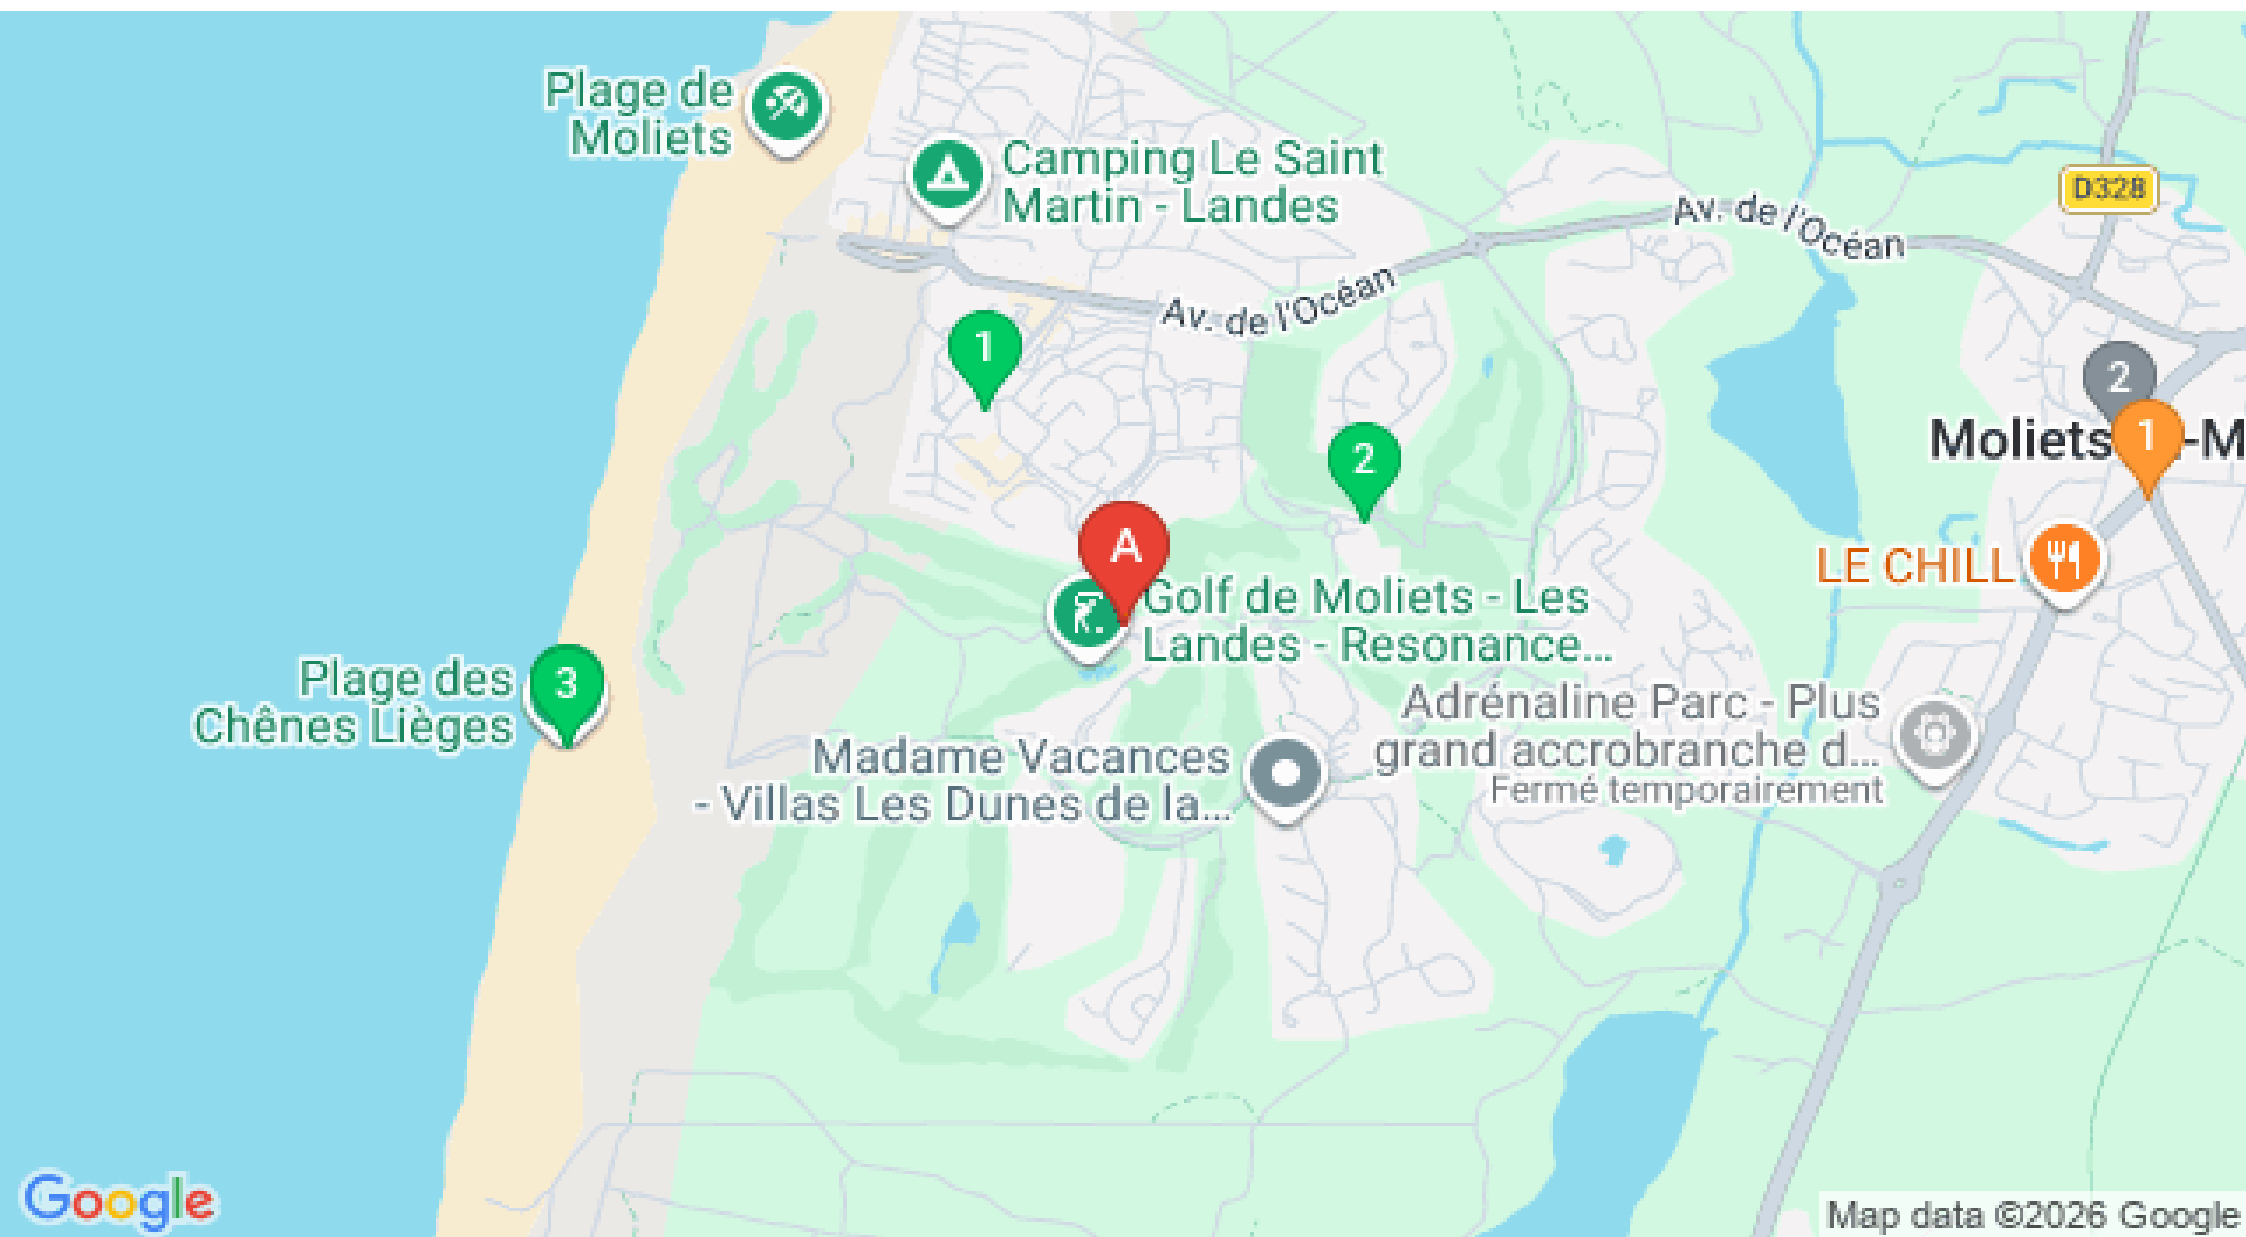 Plage de
Moliets
Camping Le Saint
Martin - Landes
Av. de l'Océan
D328
Av. de l'Océan
1
2
Moliets
1
-M
2
A
LE CHILL
Golf de Moliets - Les
Landes - Resonance...
Plage des
Chênes Lièges
3
Adrénaline Parc - Plus
grand accrobranche d...
Fermé temporairement
Madame Vacances
- Villas Les Dunes de la...
Google
Map data ©2026 Google